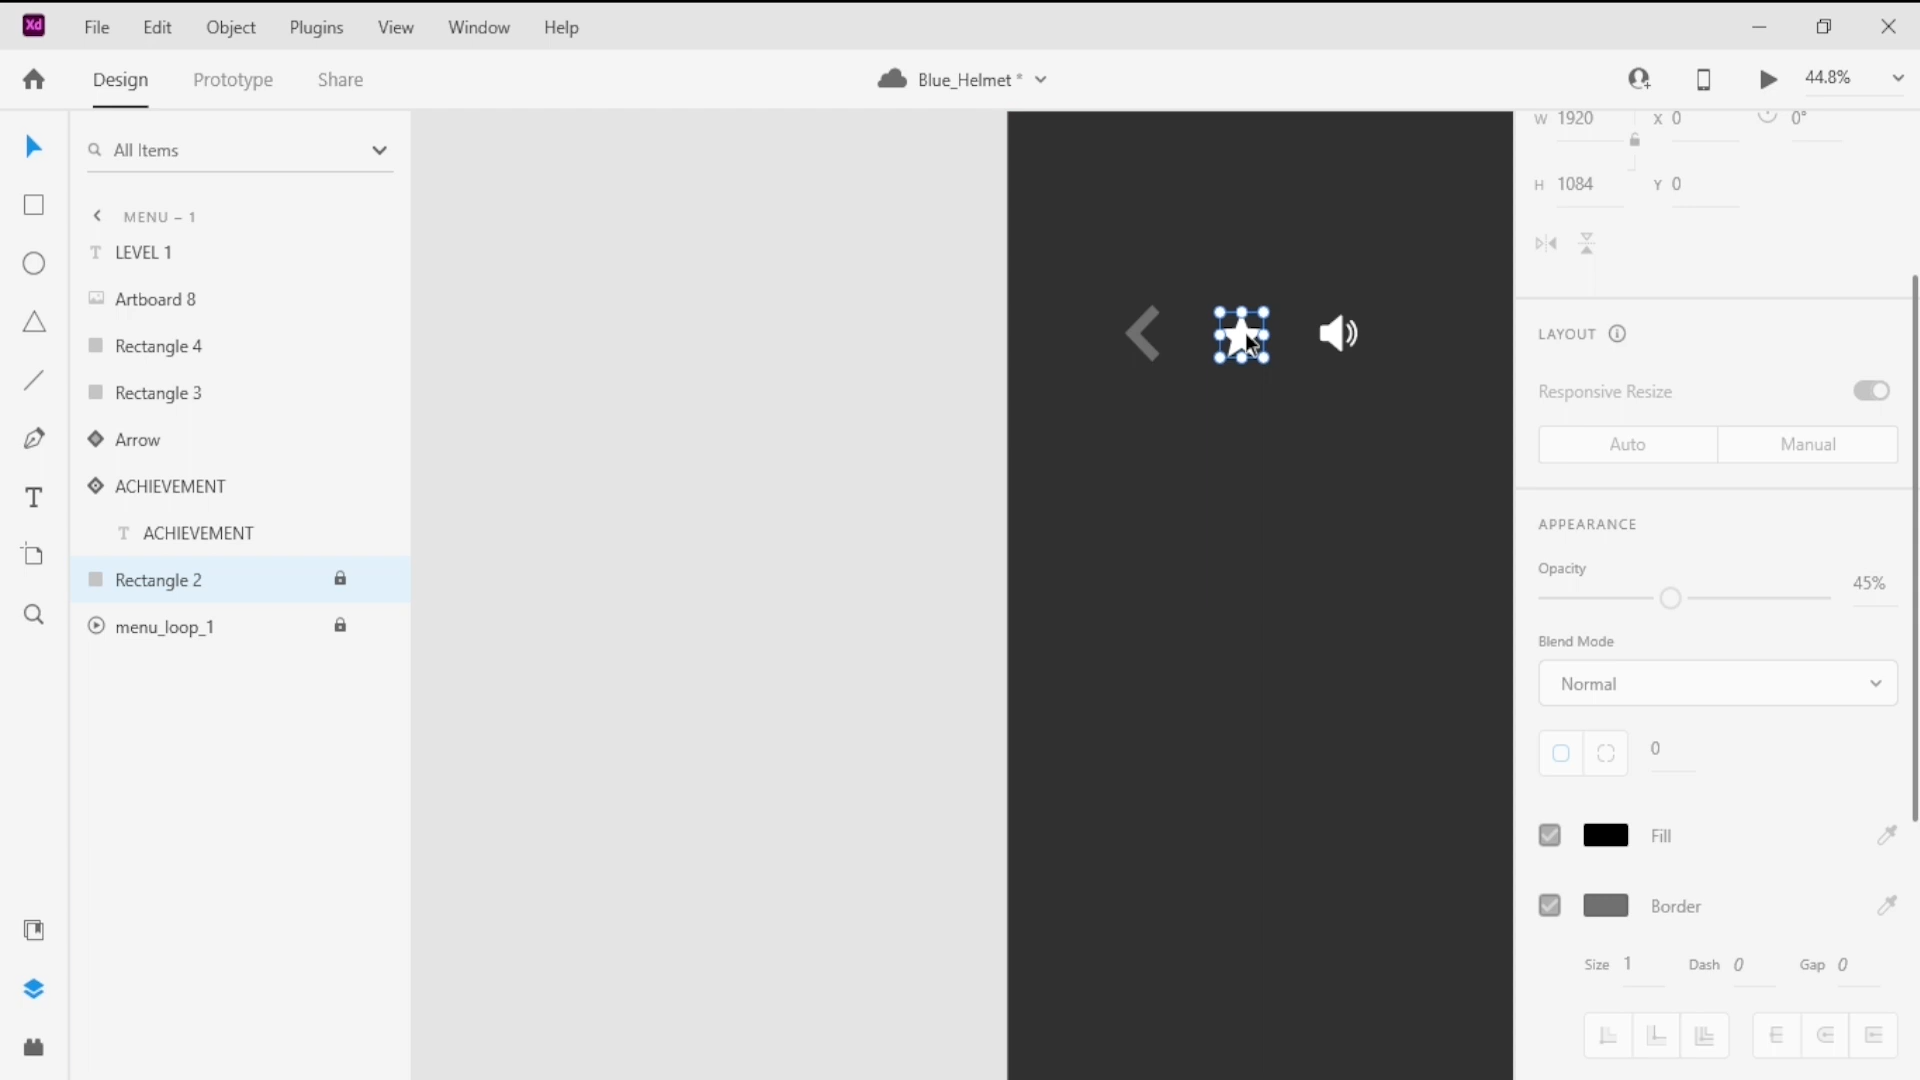 Xd File Edit Object Plugins View Window Help
Design Prototype Share Blue_Helmet * 44.8%
All Items
MENU – 1
LEVEL 1
Artboard 8
Rectangle 4
Rectangle 3
Arrow
ACHIEVEMENT
T ACHIEVEMENT
Rectangle 2
menu_loop_1
W 1920 X 0 0°
H 1084 Y 0
LAYOUT
Responsive Resize
Auto Manual
APPEARANCE
Opacity
45%
Blend Mode
Normal
0
Fill
Border
Size 1 Dash 0 Gap 0